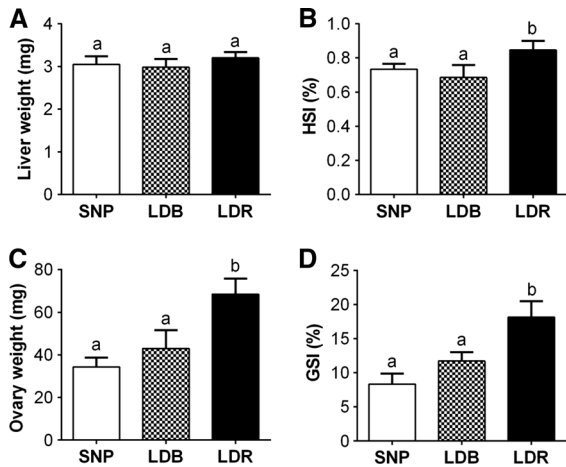 A
Liver weight (mg)
4
3
2
1
0
a
a
a
SNP
LDB
LDR
B
HSI (%)
1.0
0.8
0.6
0.4
0.2
0.0
a
a
b
SNP
LDB
LDR
C
Ovary weight (mg)
80
60
40
20
0
a
a
b
SNP
LDB
LDR
D
GSI (%)
25
20
15
10
5
0
a
a
b
SNP
LDB
LDR